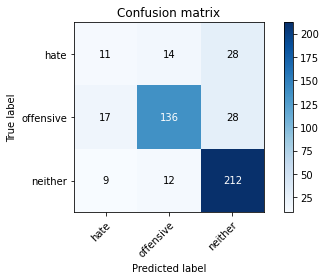 Confusion matrix
hate 11 14 28
offensive 17 136 28
neither 9 12 212
hate offensive neither
True label
Predicted label
200
175
150
125
100
75
50
25